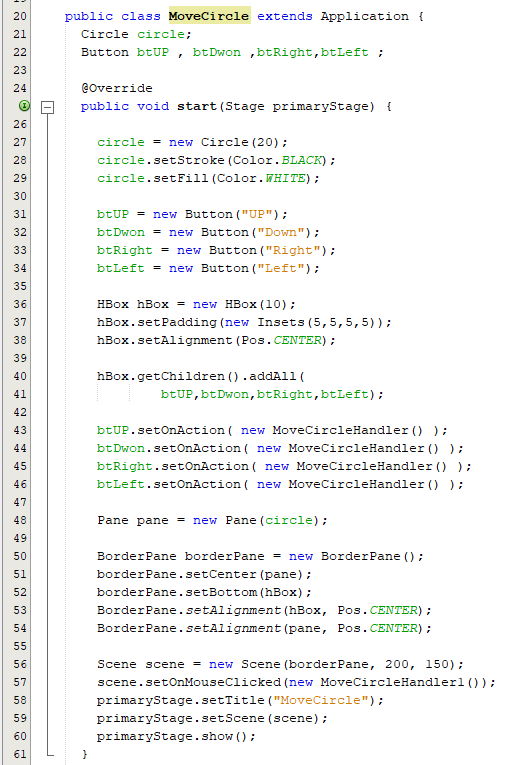 20 public class MoveCircle extends Application {
21 Circle circle;
22 Button btUP , btDwon ,btRight,btLeft ;
23
24 @Override
public void start(Stage primaryStage) {
26
27 circle = new Circle(20);
28 circle.setStroke(Color.BLACK);
29 circle.setFill(Color.WHITE);
30
31 btUP = new Button("UP");
32 btDwon = new Button("Down");
33 btRight = new Button("Right");
34 btLeft = new Button("Left");
35
36 HBox hBox = new HBox(10);
37 hBox.setPadding(new Insets(5,5,5,5));
38 hBox.setAlignment(Pos.CENTER);
39
40 hBox.getChildren().addAll(
41 btUP,btDwon,btRight,btLeft);
42
43 btUP.setOnAction( new MoveCircleHandler() );
44 btDwon.setOnAction( new MoveCircleHandler() );
45 btRight.setOnAction( new MoveCircleHandler() );
46 btLeft.setOnAction( new MoveCircleHandler() );
47
48 Pane pane = new Pane(circle);
49
50 BorderPane borderPane = new BorderPane();
51 borderPane.setCenter(pane);
52 borderPane.setBottom(hBox);
53 BorderPane.setAlignment(hBox, Pos.CENTER);
54 BorderPane.setAlignment(pane, Pos.CENTER);
55
56 Scene scene = new Scene(borderPane, 200, 150);
57 scene.setOnMouseClicked(new MoveCircleHandler1());
58 primaryStage.setTitle("MoveCircle");
59 primaryStage.setScene(scene);
60 primaryStage.show();
61 }